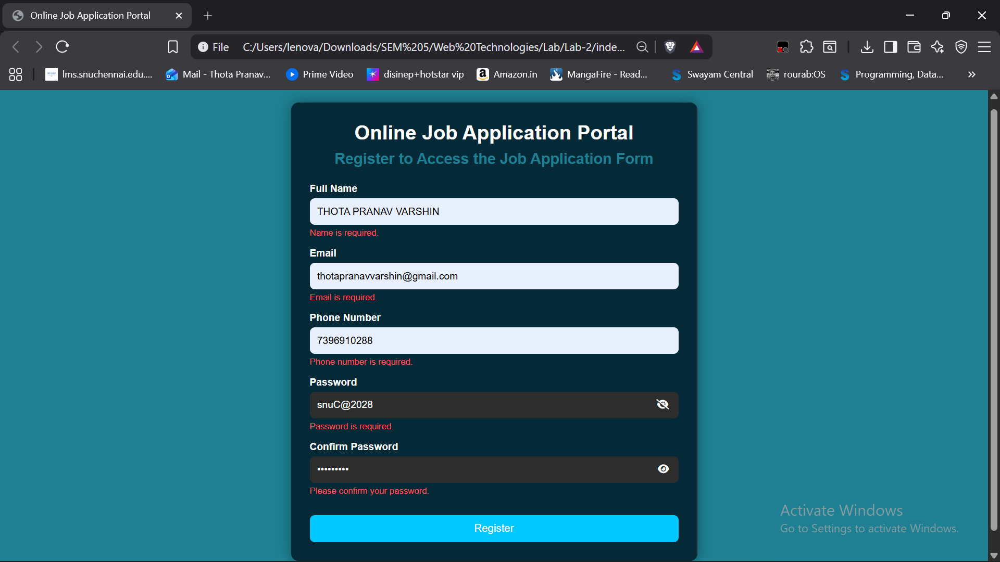 Online Job Application Portal
File C:/Users/lenova/Downloads/SEM%205/Web%20Technologies/Lab/Lab-2/inde...
lms.snuchennai.edu.... Mail - Thota Pranav... Prime Video disinep+hotstar vip Amazon.in MangaFire - Read... Swayam Central rourab:OS Programming, Data...
Online Job Application Portal
Register to Access the Job Application Form
Full Name
THOTA PRANAV VARSHIN
Name is required.
Email
thotapranavvarshin@gmail.com
Email is required.
Phone Number
7396910288
Phone number is required.
Password
snuC@2028
Password is required.
Confirm Password
•••••••••
Please confirm your password.
Register
Activate Windows
Go to Settings to activate Windows.